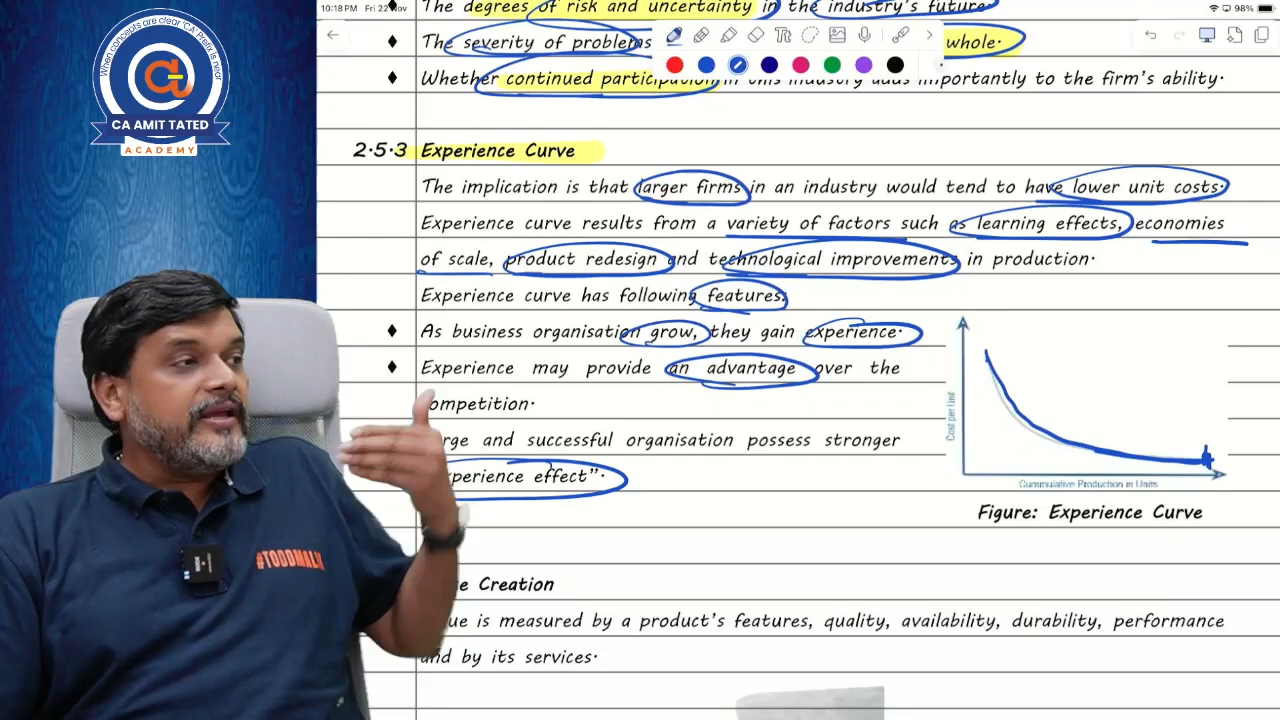 When concepts are clear 'CA' Prefix is near
CA AMIT TATED
ACADEMY
10:18 PM Fri 22 Nov
98%
The degrees of risk and uncertainty in the industry's future.
The severity of problems
whole.
Whether continued participation in this industry adds importantly to the firm's ability.
2.5.3 Experience Curve
The implication is that larger firms in an industry would tend to have lower unit costs.
Experience curve results from a variety of factors such as learning effects, economies
of scale, product redesign and technological improvements in production.
Experience curve has following features.
As business organisation grow, they gain experience.
Experience may provide an advantage over the
competition.
and successful organisation possess stronger
effect".
Cost per Unit
Cummulative Production in Units
Figure: Experience Curve
Creation
is measured by a product's features, quality, availability, durability, performance
and by its services.